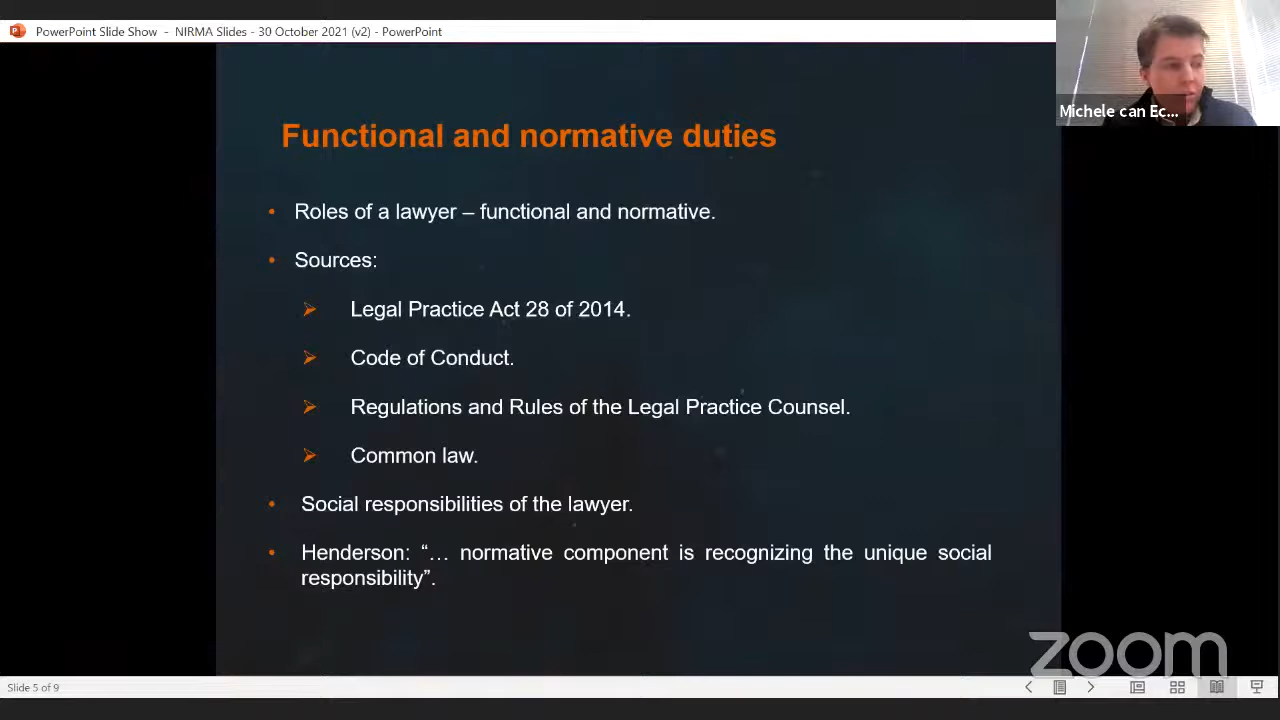 PowerPoint Slide Show - NIRMA Slides - 30 October 2021 (v2) - PowerPoint
Michele can Ec...
Functional and normative duties
• Roles of a lawyer – functional and normative.
• Sources:
➢ Legal Practice Act 28 of 2014.
➢ Code of Conduct.
➢ Regulations and Rules of the Legal Practice Counsel.
➢ Common law.
• Social responsibilities of the lawyer.
• Henderson: “… normative component is recognizing the unique social
responsibility”.
zoom
Slide 5 of 9